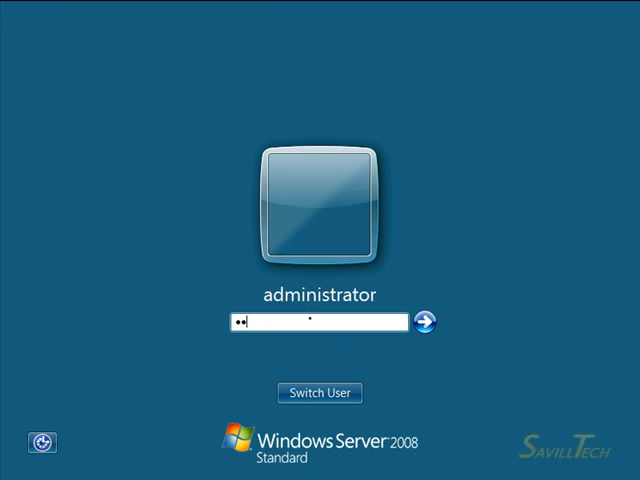 administrator
••
Switch User
Windows Server 2008
Standard
SAVILLTECH